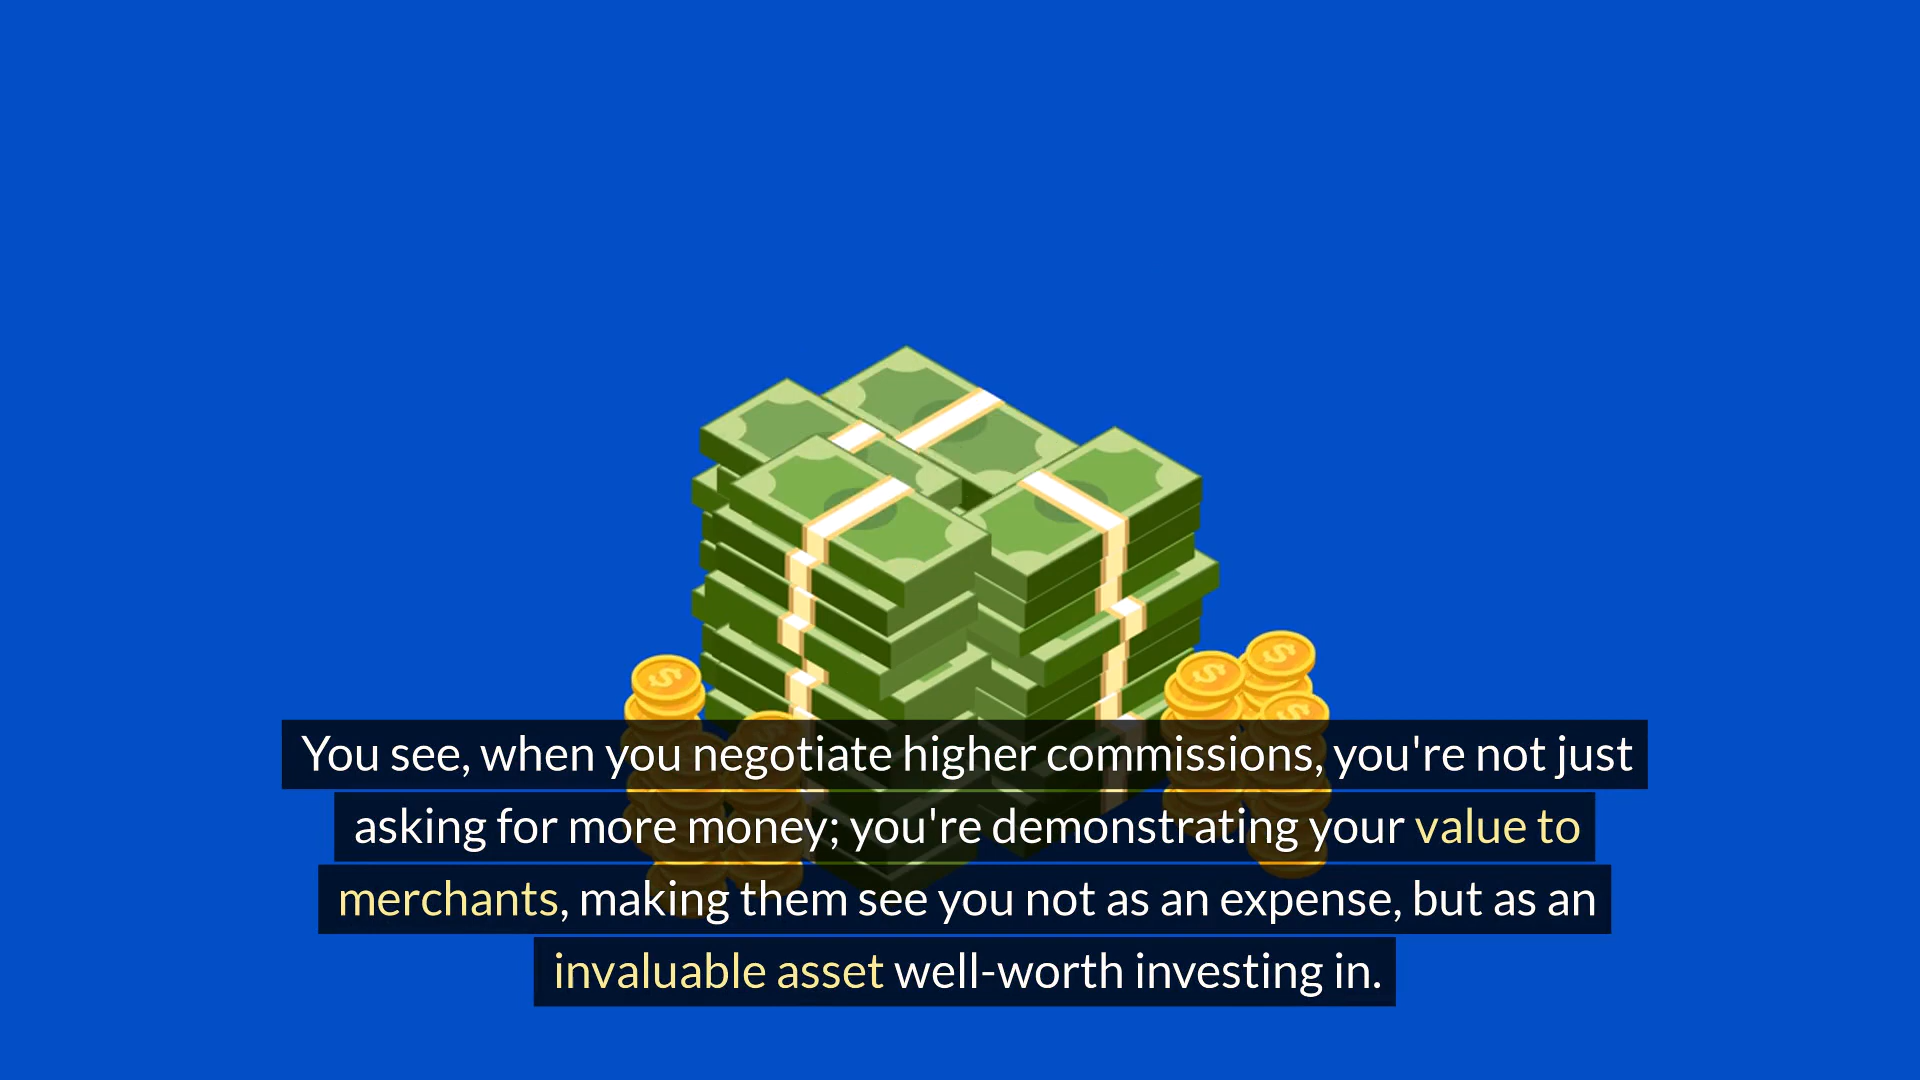 You see, when you negotiate higher commissions, you're not just
asking for more money; you're demonstrating your value to
merchants, making them see you not as an expense, but as an
invaluable asset well-worth investing in.